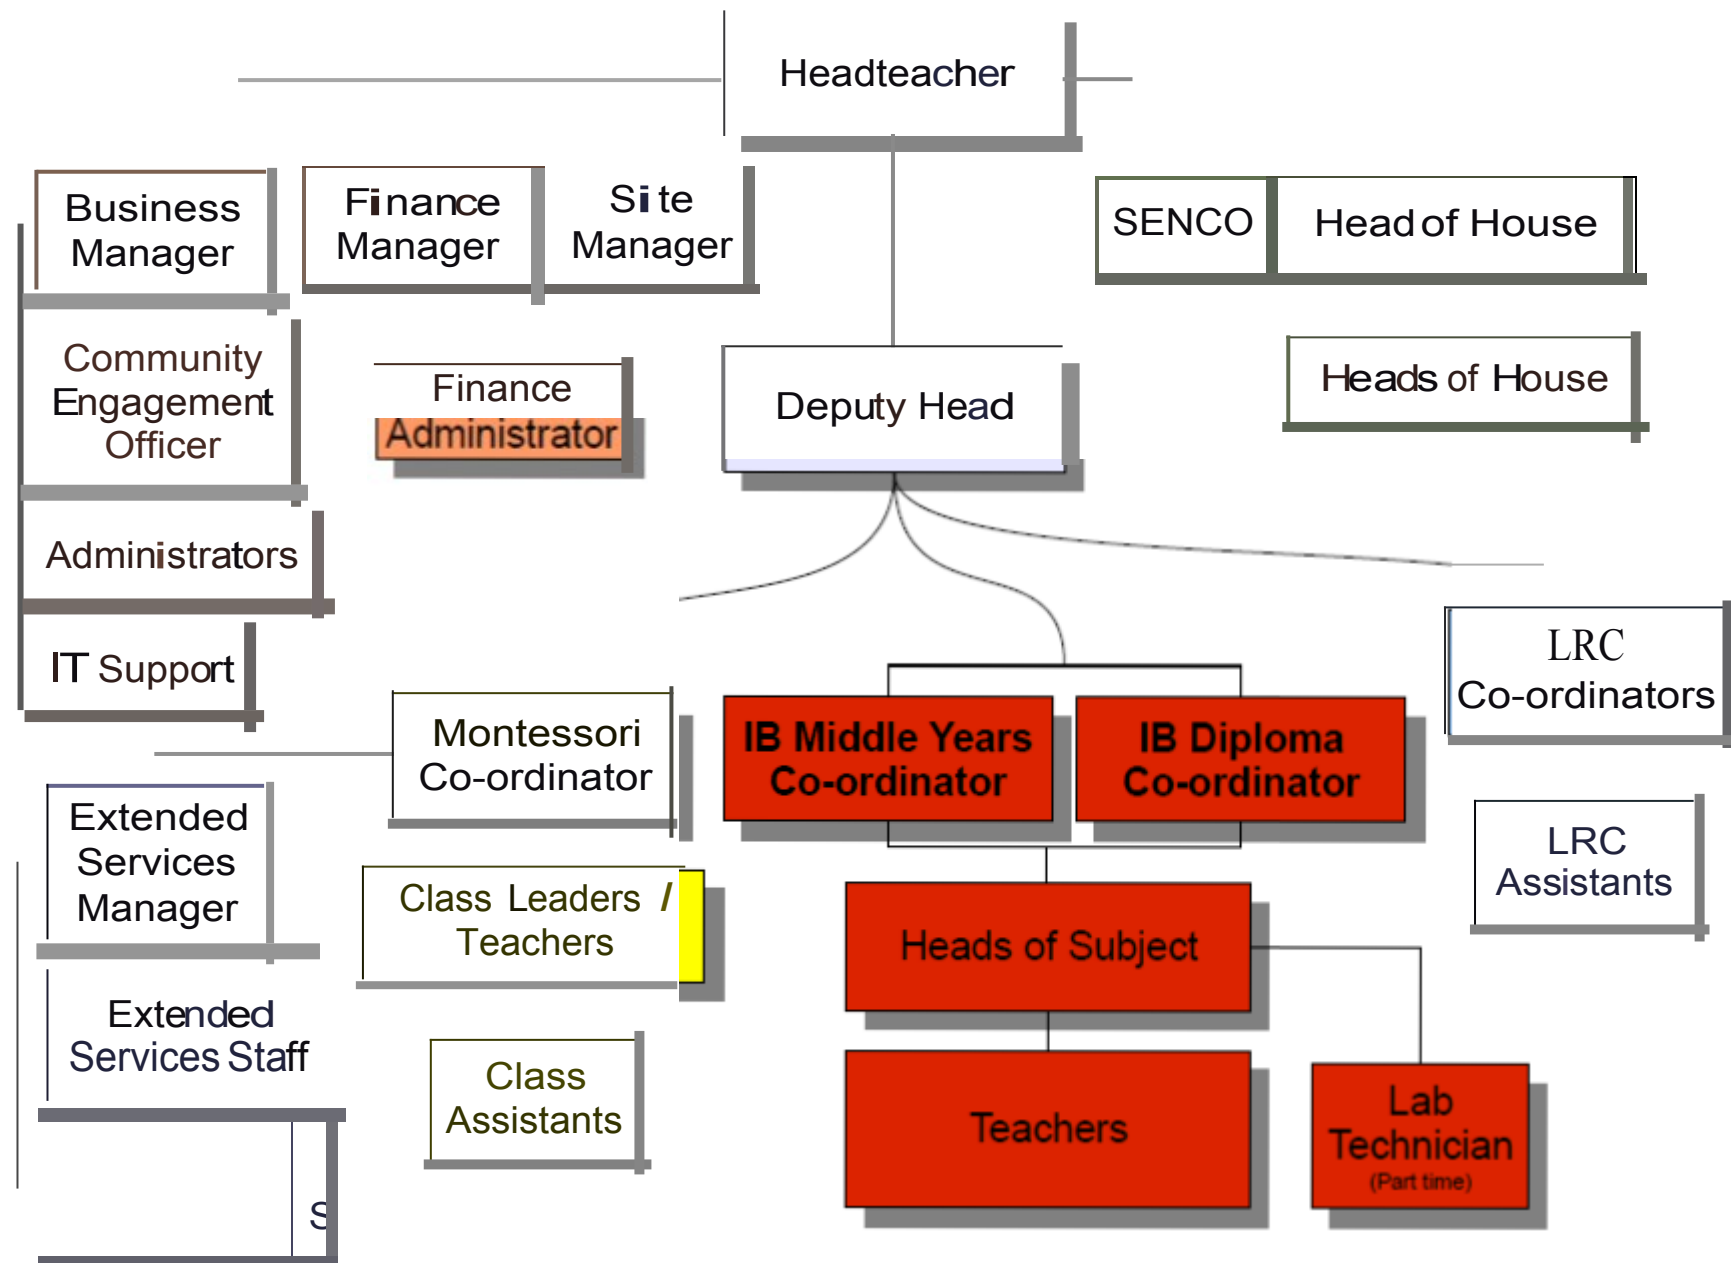 Headteacher
Business
Manager
Finance
Manager
Site
Manager
SENCO
Head of House
Community
Engagement
Officer
Finance
Administrator
Deputy Head
Heads of House
Administrators
IT Support
Montessori
Co-ordinator
IB Middle Years
Co-ordinator
IB Diploma
Co-ordinator
LRC
Co-ordinators
Extended
Services
Manager
Class Leaders /
Teachers
Heads of Subject
LRC
Assistants
Extended
Services Staff
Class
Assistants
Teachers
Lab
Technician
(Part time)